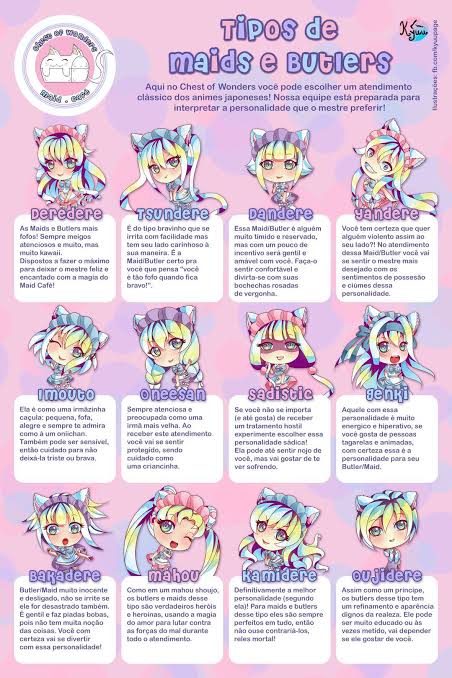 Chest of Wonders
maid • cafe
Tipos de
Maids e Butlers
Kyuu
Ilustrações: fb.com/kyuupage
Aqui no Chest of Wonders você pode escolher um atendimento
clássico dos animes japoneses! Nossa equipe está preparada para
interpretar a personalidade que o mestre preferir!
Deredere
As Maids e Butlers mais
fofos! Sempre meigos
atenciosos e muito, mas
muito kawaii.
Dispostos a fazer o máximo
para deixar o mestre feliz e
encantado com a magia do
Maid Café!
Tsundere
É do tipo bravinho que se
irrita com facilidade mas
tem seu lado carinhoso à
sua maneira. É a
Maid/Butler certo pra
você que pensa "você
é tão fofo quando fica
bravo!".
Dandere
Essa Maid/Butler é alguém
muito tímido e reservado,
mas com um pouco de
incentivo será gentil e
amável com você. Faça-o
sentir confortável e
divirta-se com suas
bochechas rosadas
de vergonha.
Yandere
Você tem certeza que quer
alguém violento assim ao
seu lado?! No atendimento
dessa Maid/Butler você vai
se sentir o mestre mais
desejado com os
sentimentos de possesão
e ciúmes dessa
personalidade.
Imouto
Ela é como uma irmãzinha
caçula: pequena, fofa,
alegre e sempre te admira
como à um oniichan.
Também pode ser sensível,
então cuidado para não
deixá-la triste ou brava.
Oneesan
Sempre atenciosa e
preocupada como uma
irmã mais velha. Ao
receber este atendimento
você vai se sentir
protegido, sendo
cuidado como
uma criancinha.
Sadistic
Se você não se importa
(e até gosta) de receber
um tratamento hostil
experimente escolher essa
personalidade sádica!
Ela pode até sentir nojo de
você, mas vai gostar de te
ver sofrendo.
Genki
Aquele com essa
personalidade é muito
energico e hiperativo, se
você gosta de pessoas
tagarelas e animadas,
com certeza essa é a
personalidade para seu
Butler/Maid.
Bakadere
Butler/Maid muito inocente
e desligado, não se irrite se
ele for desastrado também.
É gentil e faz piadas bobas,
pois não tem muita noção
das coisas. Você com
certeza vai se divertir
com essa personalidade!
Mahou
Como em um mahou shoujo,
os butlers e maids desse
tipo são verdadeiros heróis
e heroinas, usando a magia
do amor para lutar contra
as forças do mal durante
todo o atendimento.
Kamidere
Definitivamente a melhor
personalidade (segundo
ela)! Para maids e butlers
desse tipo eles são sempre
perfeitos em tudo, então
não ouse contrariá-los,
reles mortal!
Oujidere
Assim como um príncipe,
os butlers desse tipo tem
um refinamento e aparência
dignos da realeza. Ele pode
ser muito educado ou às
vezes metido, vai depender
se ele gostar de você.